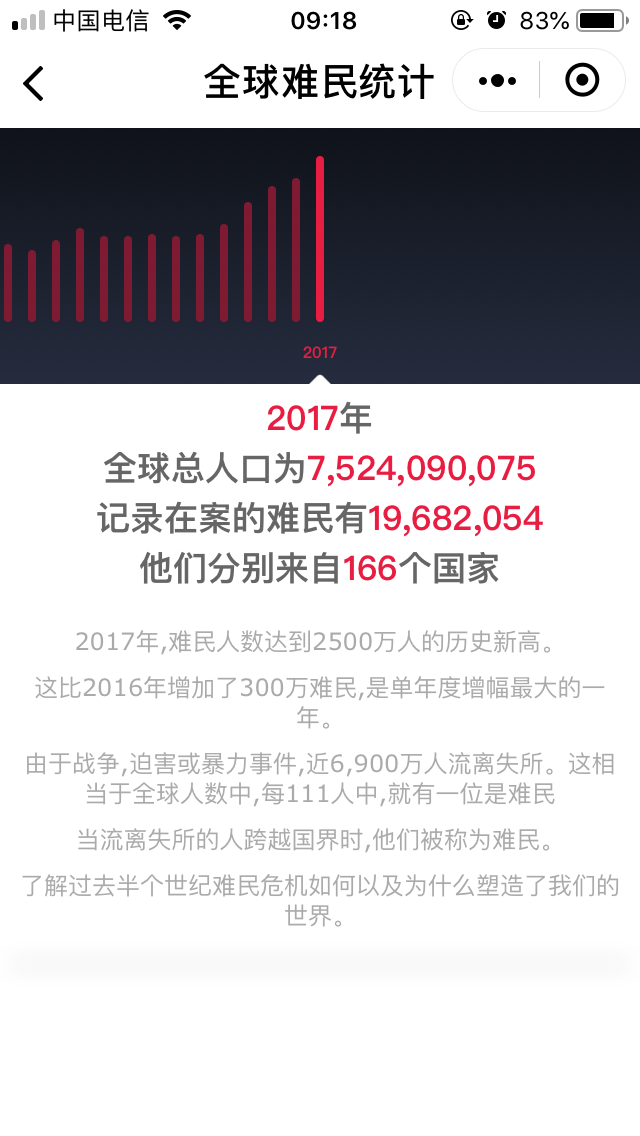 中国电信
09:18
83%
全球难民统计
2017
2017年
全球总人口为7,524,090,075
记录在案的难民有19,682,054
他们分别来自166个国家
2017年,难民人数达到2500万人的历史新高。
这比2016年增加了300万难民,是单年度增幅最大的一
年。
由于战争,迫害或暴力事件,近6,900万人流离失所。这相
当于全球人数中,每111人中,就有一位是难民
当流离失所的人跨越国界时,他们被称为难民。
了解过去半个世纪难民危机如何以及为什么塑造了我们的
世界。